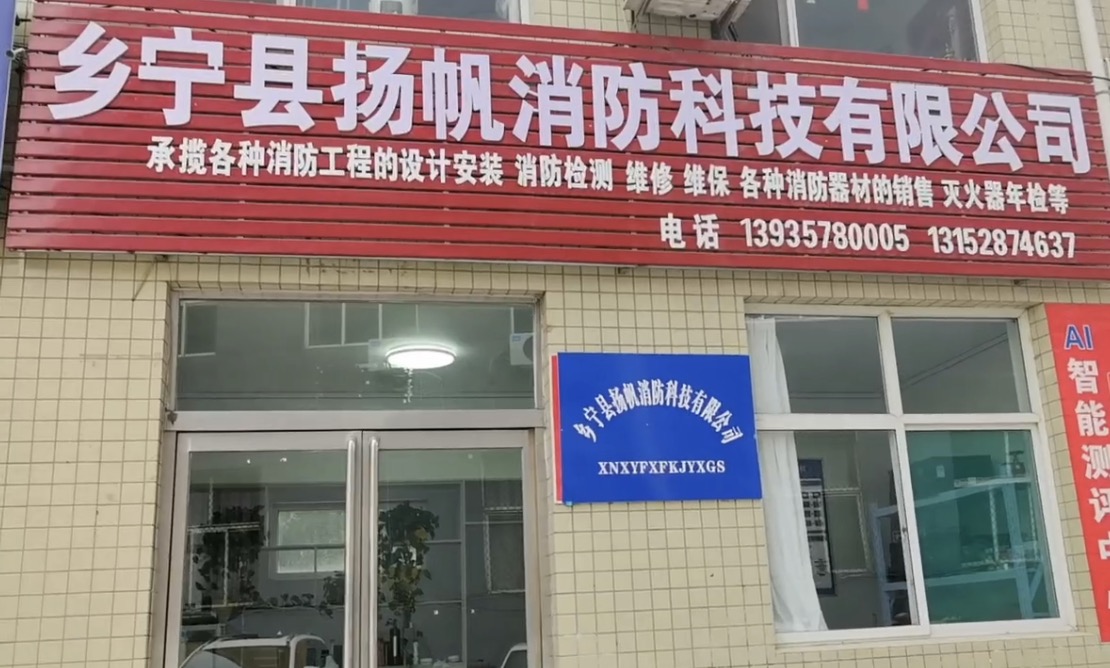 乡宁县扬帆消防科技有限公司
承揽各种消防工程的设计安装 消防检测 维修 维保 各种消防器材的销售 灭火器年检等
电话 13935780005 13152874637
乡宁县扬帆消防科技有限公司
XNXYFXFKJYXGS
AI
智能测评中